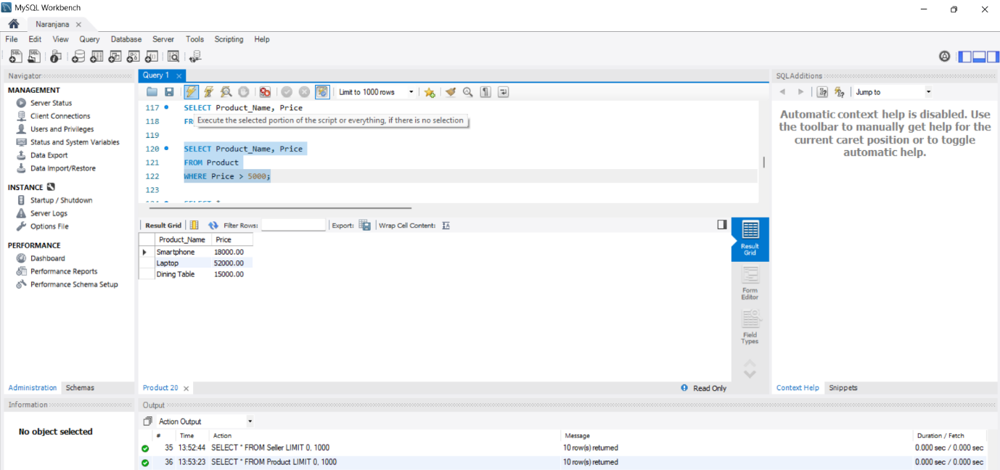 MySQL Workbench
Naranjana
File Edit View Query Database Server Tools Scripting Help
Navigator
MANAGEMENT
Server Status
Client Connections
Users and Privileges
Status and System Variables
Data Export
Data Import/Restore
INSTANCE
Startup / Shutdown
Server Logs
Options File
PERFORMANCE
Dashboard
Performance Reports
Performance Schema Setup
Administration Schemas
Information
No object selected
Query 1
Limit to 1000 rows
117 SELECT Product_Name, Price
118 FR
Execute the selected portion of the script or everything, if there is no selection
119
120 SELECT Product_Name, Price
121 FROM Product
122 WHERE Price > 5000;
123
Result Grid Filter Rows: Export: Wrap Cell Content:
Product_Name Price
Smartphone 18000.00
Laptop 52000.00
Dining Table 15000.00
Result Grid
Form Editor
Field Types
Product 20 Read Only
SQLAdditions
Jump to
Automatic context help is disabled. Use
the toolbar to manually get help for the
current caret position or to toggle
automatic help.
Context Help Snippets
Output
Action Output
# Time Action Message Duration / Fetch
35 13:52:44 SELECT * FROM Seller LIMIT 0, 1000 10 row(s) returned 0.000 sec / 0.000 sec
36 13:53:23 SELECT * FROM Product LIMIT 0, 1000 10 row(s) returned 0.000 sec / 0.000 sec